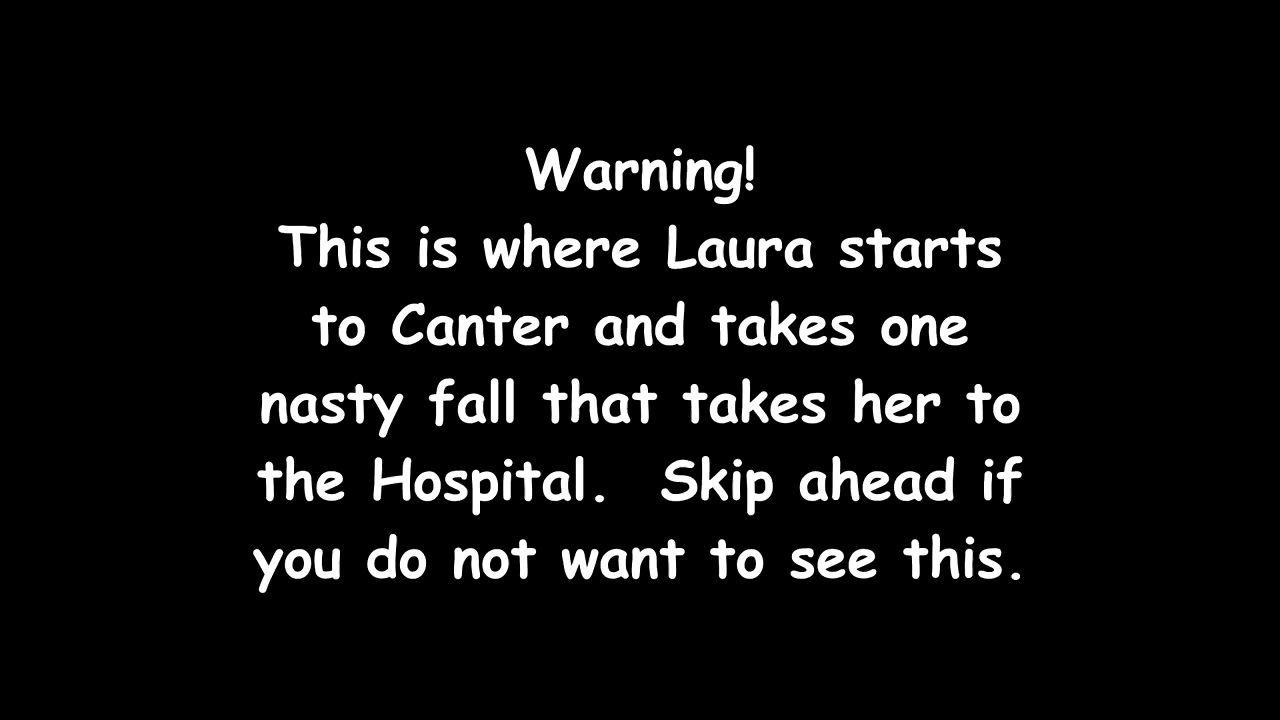 Warning!
This is where Laura starts
to Canter and takes one
nasty fall that takes her to
the Hospital.  Skip ahead if
you do not want to see this.